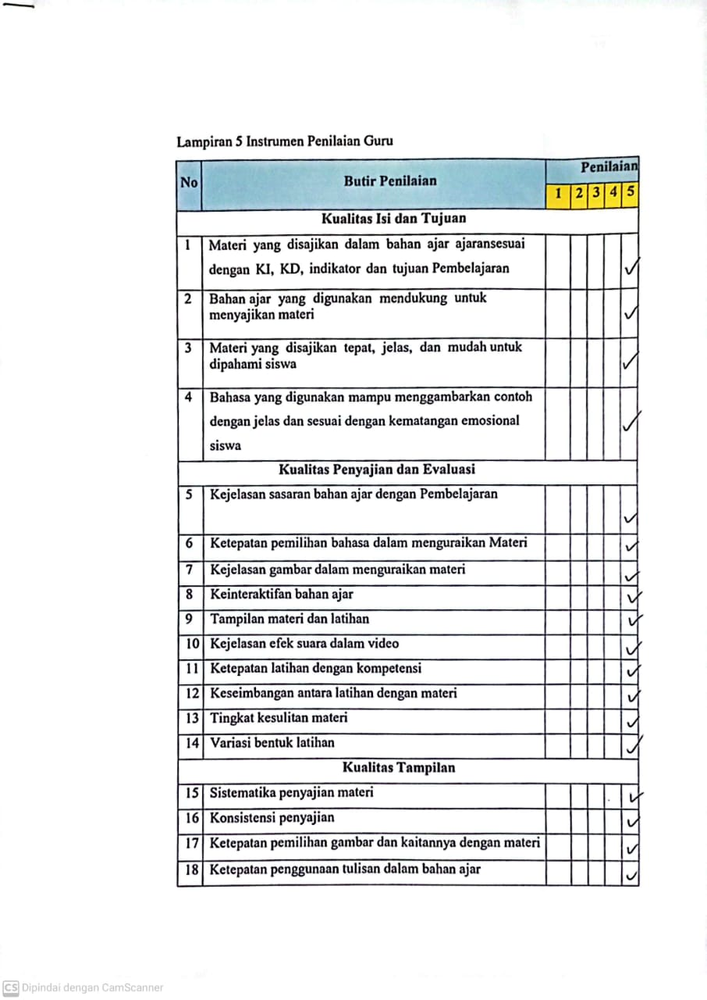 Lampiran 5 Instrumen Penilaian Guru
No
Butir Penilaian
Penilaian
1 2 3 4 5
Kualitas Isi dan Tujuan
1 Materi yang disajikan dalam bahan ajar ajaransesuai
dengan KI, KD, indikator dan tujuan Pembelajaran
✓
2 Bahan ajar yang digunakan mendukung untuk
menyajikan materi
✓
3 Materi yang disajikan tepat, jelas, dan mudah untuk
dipahami siswa
✓
4 Bahasa yang digunakan mampu menggambarkan contoh
dengan jelas dan sesuai dengan kematangan emosional
siswa
✓
Kualitas Penyajian dan Evaluasi
5 Kejelasan sasaran bahan ajar dengan Pembelajaran
✓
6 Ketepatan pemilihan bahasa dalam menguraikan Materi ✓
7 Kejelasan gambar dalam menguraikan materi ✓
8 Keinteraktifan bahan ajar ✓
9 Tampilan materi dan latihan ✓
10 Kejelasan efek suara dalam video ✓
11 Ketepatan latihan dengan kompetensi ✓
12 Keseimbangan antara latihan dengan materi ✓
13 Tingkat kesulitan materi ✓
14 Variasi bentuk latihan ✓
Kualitas Tampilan
15 Sistematika penyajian materi ✓
16 Konsistensi penyajian ✓
17 Ketepatan pemilihan gambar dan kaitannya dengan materi ✓
18 Ketepatan penggunaan tulisan dalam bahan ajar ✓
CS Dipindai dengan CamScanner